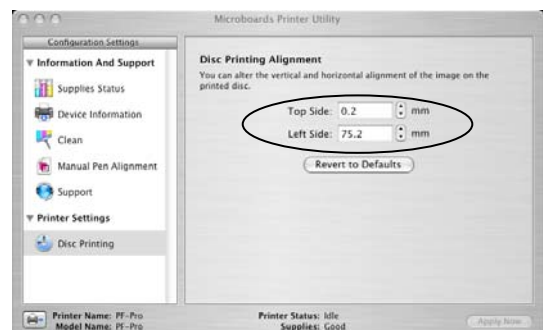 Microboards Printer Utility
Configuration Settings
Information And Support
Supplies Status
Device Information
Clean
Manual Pen Alignment
Support
Printer Settings
Disc Printing
Disc Printing Alignment
You can alter the vertical and horizontal alignment of the image on the
printed disc.
Top Side: 0.2 mm
Left Side: 75.2 mm
Revert to Defaults
Printer Name: PF-Pro
Model Name: PF-Pro
Printer Status: Idle
Supplies: Good
Apply Now